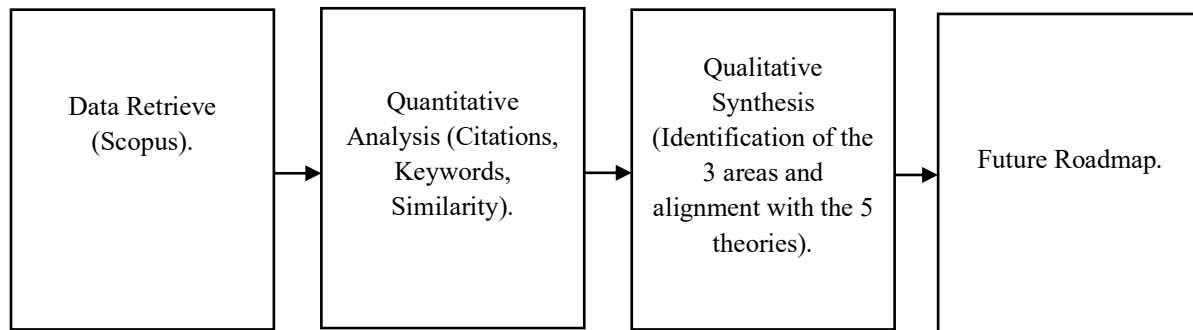 Data Retrieve
(Scopus).
Quantitative
Analysis (Citations,
Keywords,
Similarity).
Qualitative
Synthesis
(Identification of the
3 areas and
alignment with the 5
theories).
Future Roadmap.